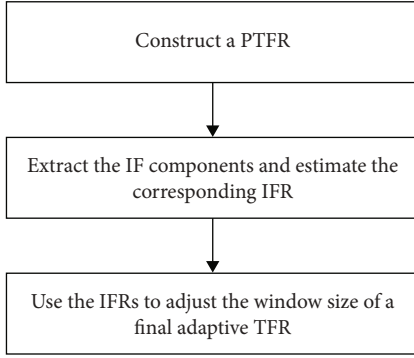 Construct a PTFR
Extract the IF components and estimate the
corresponding IFR
Use the IFRs to adjust the window size of a
final adaptive TFR